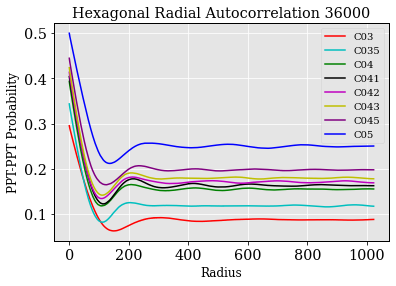 Hexagonal Radial Autocorrelation 36000
PPT-PPT Probability
0.5
0.4
0.3
0.2
0.1
C03
C035
C04
C041
C042
C043
C045
C05
0 200 400 600 800 1000
Radius